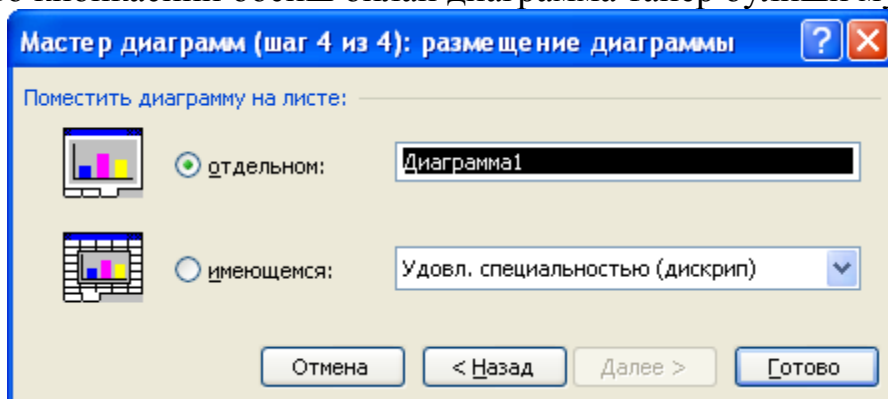 Мастер диаграмм (шаг 4 из 4): размещение диаграммы
Поместить диаграмму на листе:
отдельном: Диаграмма1
имеющемся: Удовл. специальностью (дискрип)
Отмена < Назад Далее > Готово